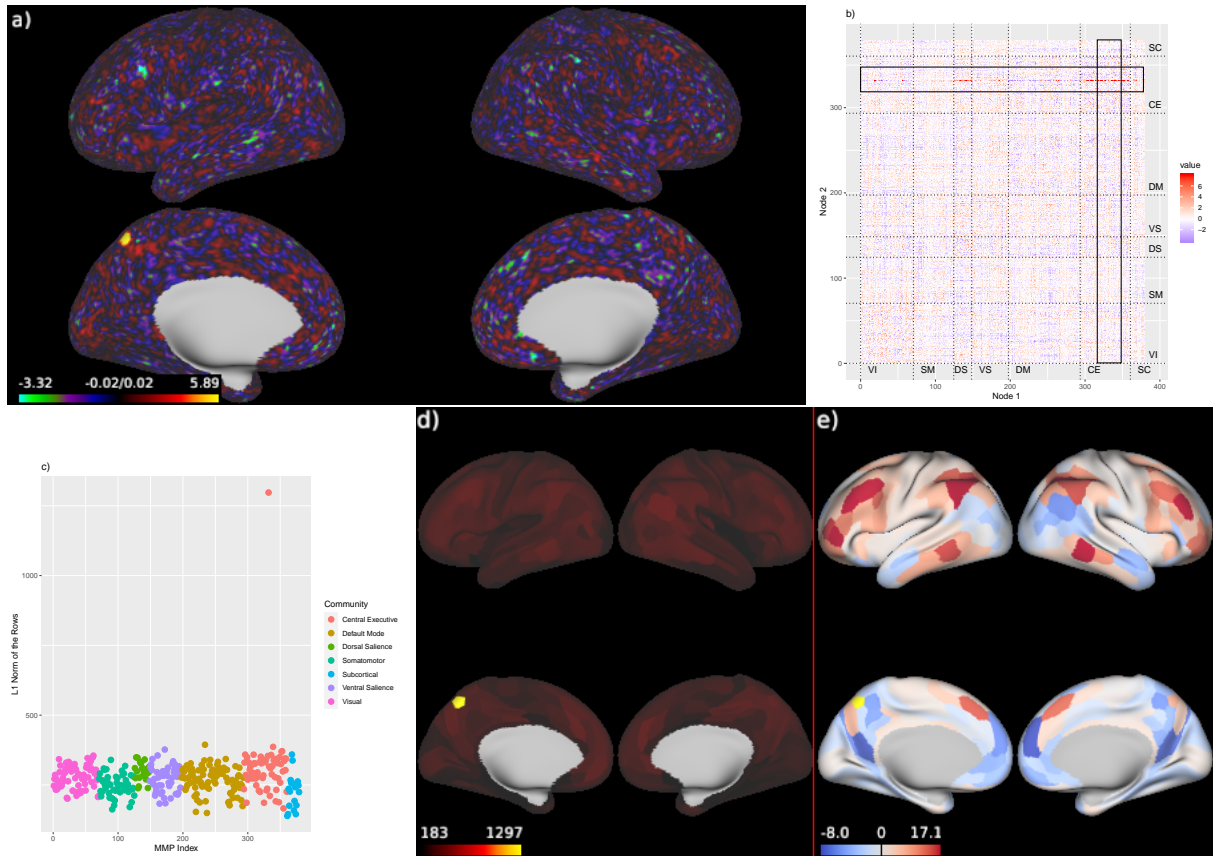 a)
-3.32 -0.02/0.02 5.89
b)
Node 2
300
200
100
0
SC
CE
DM
VS
DS
SM
VI
VI SM DS VS DM CE SC
0 100 200 300 400
Node 1
value
6
4
2
0
−2
c)
L1 Norm of the Rows
1000
500
0 100 200 300
MMP Index
Community
Central Executive
Default Mode
Dorsal Salience
Somatomotor
Subcortical
Ventral Salience
Visual
d)
183 1297
e)
-8.0 0 17.1